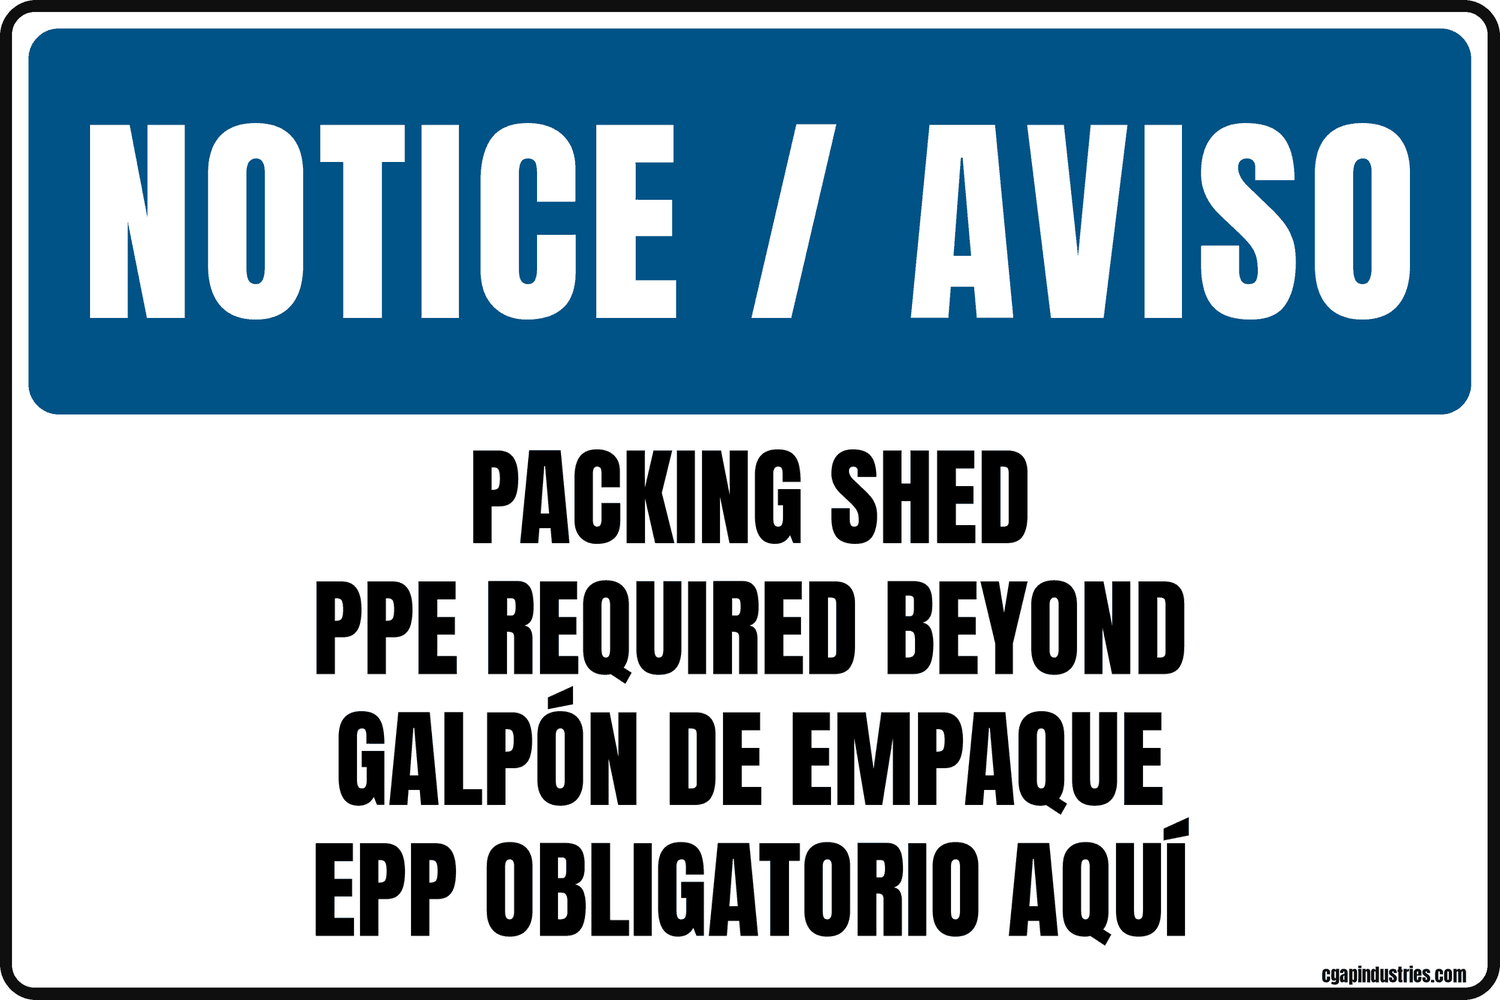 NOTICE / AVISO
PACKING SHED
PPE REQUIRED BEYOND
GALPÓN DE EMPAQUE
EPP OBLIGATORIO AQUÍ
cgapindustries.com